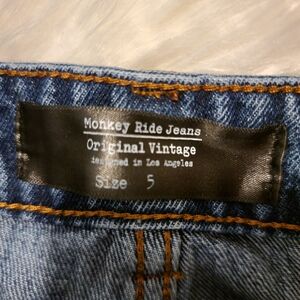 Monkey Ride Jeans
Original Vintage
designed in Los Angeles
Size 5